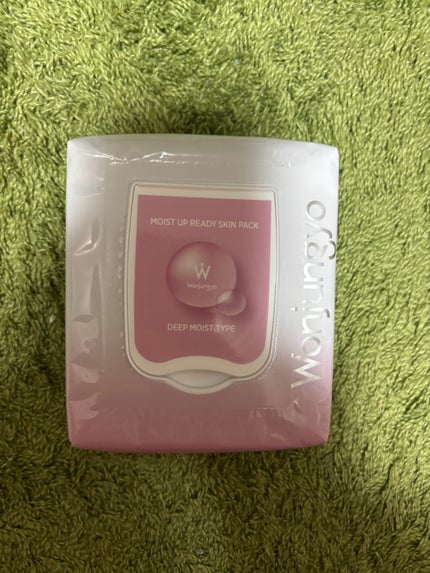 MOIST UP READY SKIN PACK
W
Wonjungyo
DEEP MOIST TYPE
Wonjungyo